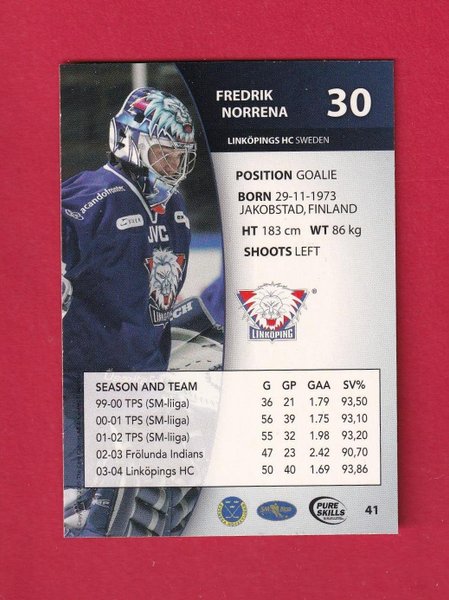 FREDRIK
NORRENA
30
LINKÖPINGS HC SWEDEN
POSITION GOALIE
BORN 29-11-1973
JAKOBSTAD, FINLAND
HT 183 cm WT 86 kg
SHOOTS LEFT
acandofrontec
JVC
CH
LINKÖPING ®
SEASON AND TEAM G GP GAA SV%
99-00 TPS (SM-liiga) 36 21 1.79 93,50
00-01 TPS (SM-liiga) 56 39 1.75 93,10
01-02 TPS (SM-liiga) 55 32 1.98 93,20
02-03 Frölunda Indians 47 23 2.42 90,70
03-04 Linköpings HC 50 40 1.69 93,86
PURE
SKILLS
41